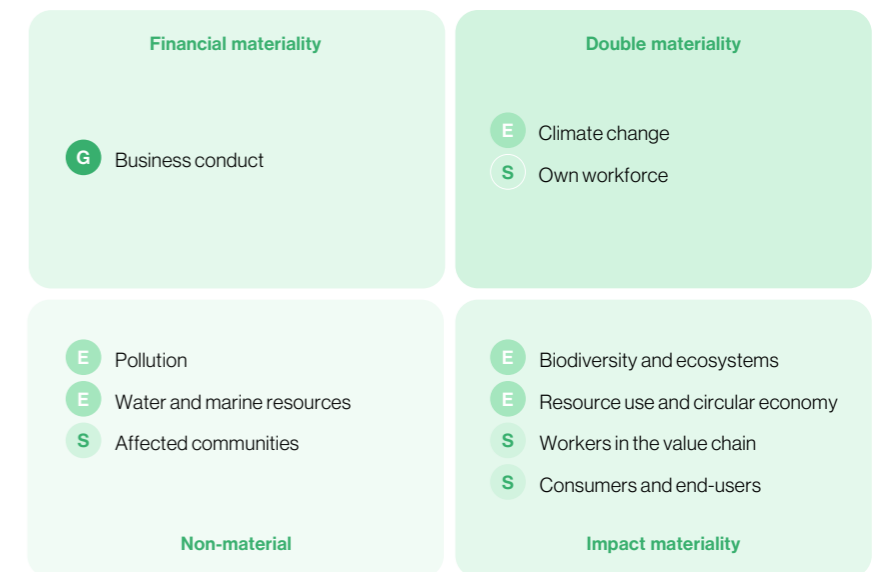 Financial materiality
G Business conduct
Double materiality
E Climate change
S Own workforce
E Pollution
E Water and marine resources
S Affected communities
Non-material
E Biodiversity and ecosystems
E Resource use and circular economy
S Workers in the value chain
S Consumers and end-users
Impact materiality